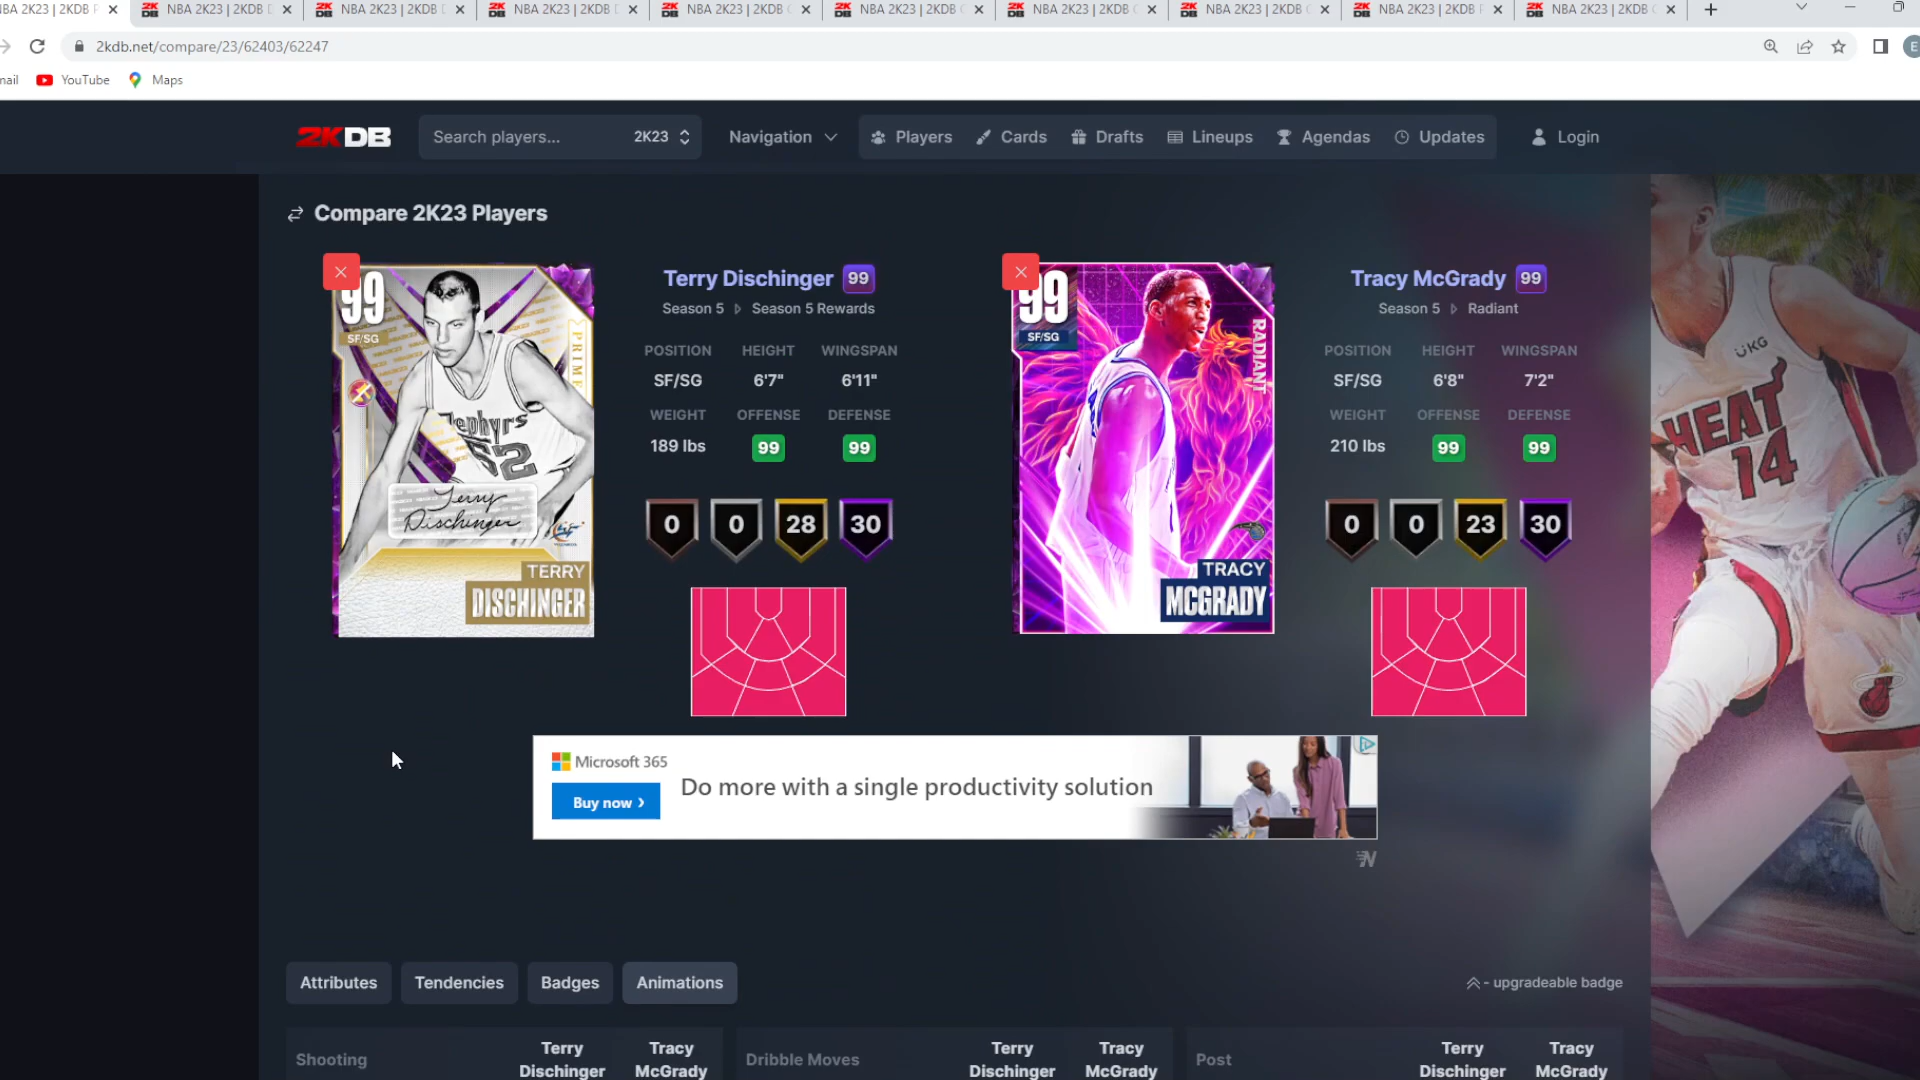 NBA 2K23 | 2KDB
NBA 2K23 | 2KDB
NBA 2K23 | 2KDB
NBA 2K23 | 2KDB
NBA 2K23 | 2KDB
NBA 2K23 | 2KDB
NBA 2K23 | 2KDB
NBA 2K23 | 2KDB
NBA 2K23 | 2KDB
2kdb.net/compare/23/62403/62247
E
YouTube
Maps
2KDB
Search players...
2K23
Navigation
Players
Cards
Drafts
Lineups
Agendas
Updates
Login
Compare 2K23 Players
99
SF/SG
PRIME
Zephyrs
52
Terry
Dischinger
TERRY
DISCHINGER
Terry Dischinger 99
Season 5 Season 5 Rewards
POSITION HEIGHT WINGSPAN
SF/SG 6'7" 6'11"
WEIGHT OFFENSE DEFENSE
189 lbs 99 99
0 0 28 30
99
SF/SG
RADIANT
TRACY
MCGRADY
Tracy McGrady 99
Season 5 Radiant
POSITION HEIGHT WINGSPAN
SF/SG 6'8" 7'2"
WEIGHT OFFENSE DEFENSE
210 lbs 99 99
0 0 23 30
UKG
HEAT
14
Microsoft 365
Buy now
Do more with a single productivity solution
Attributes
Tendencies
Badges
Animations
- upgradeable badge
Shooting
Terry
Dischinger
Tracy
McGrady
Dribble Moves
Terry
Dischinger
Tracy
McGrady
Post
Terry
Dischinger
Tracy
McGrady